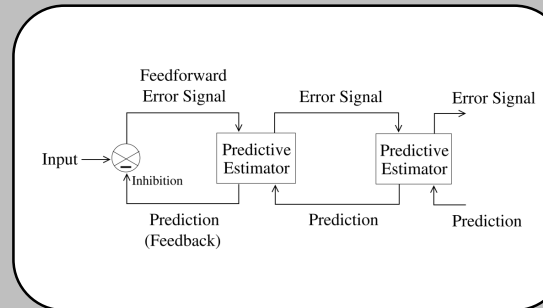 Feedforward
Error Signal
Error Signal
Error Signal
Input
Predictive
Estimator
Predictive
Estimator
Inhibition
Prediction
(Feedback)
Prediction
Prediction